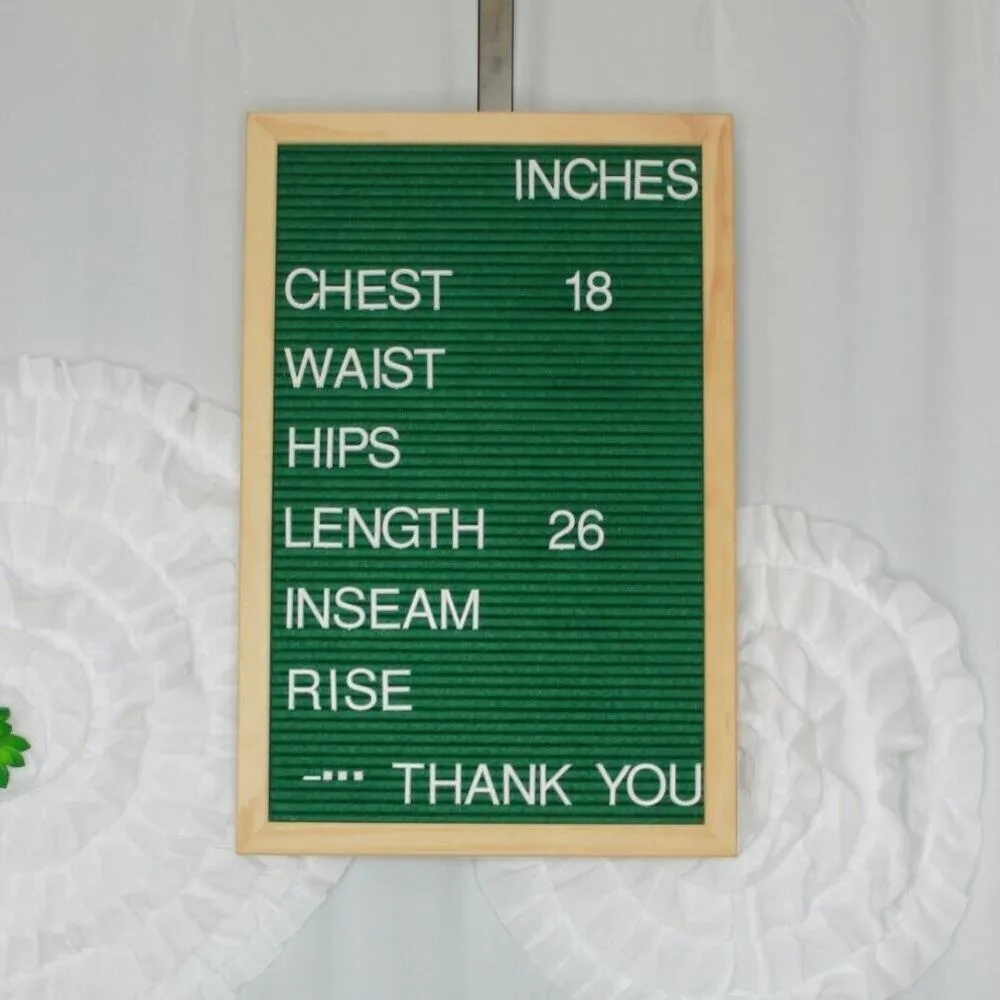 INCHES
CHEST 18
WAIST
HIPS
LENGTH 26
INSEAM
RISE
–▪▪▪ THANK YOU